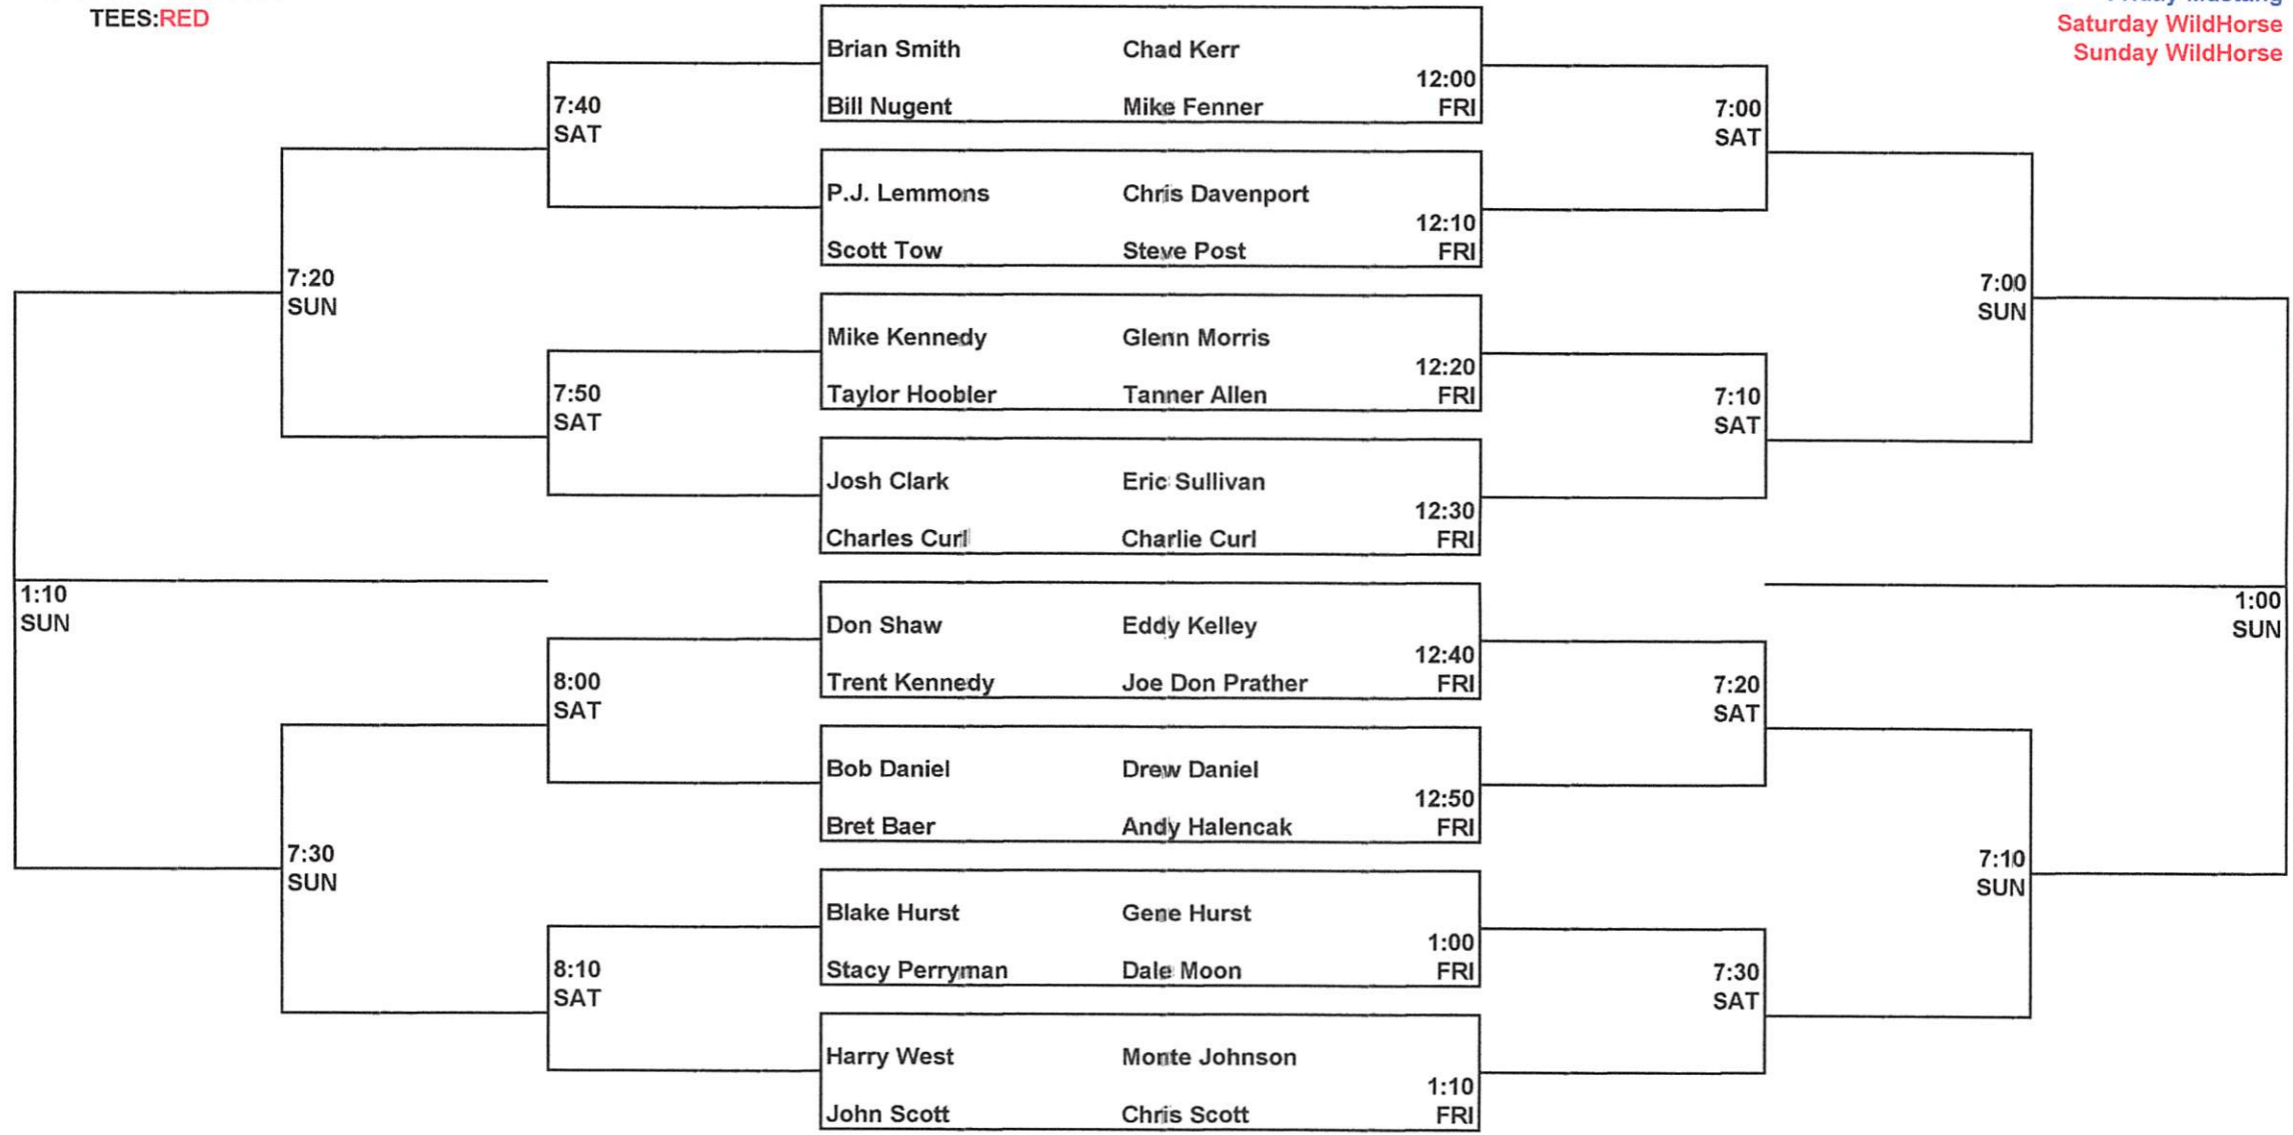 TEES:RED
Friday Mustang
Saturday WildHorse
Sunday WildHorse
Brian Smith Chad Kerr
12:00
Bill Nugent Mike Fenner FRI
7:40
SAT
7:00
SAT
P.J. Lemmons Chris Davenport
12:10
Scott Tow Steve Post FRI
7:20
SUN
7:00
SUN
Mike Kennedy Glenn Morris
12:20
Taylor Hoobler Tanner Allen FRI
7:50
SAT
7:10
SAT
Josh Clark Eric Sullivan
12:30
Charles Curl Charlie Curl FRI
1:10
SUN
1:00
SUN
Don Shaw Eddy Kelley
12:40
Trent Kennedy Joe Don Prather FRI
8:00
SAT
7:20
SAT
Bob Daniel Drew Daniel
12:50
Bret Baer Andy Halencak FRI
7:30
SUN
7:10
SUN
Blake Hurst Gene Hurst
1:00
Stacy Perryman Dale Moon FRI
8:10
SAT
7:30
SAT
Harry West Monte Johnson
1:10
John Scott Chris Scott FRI